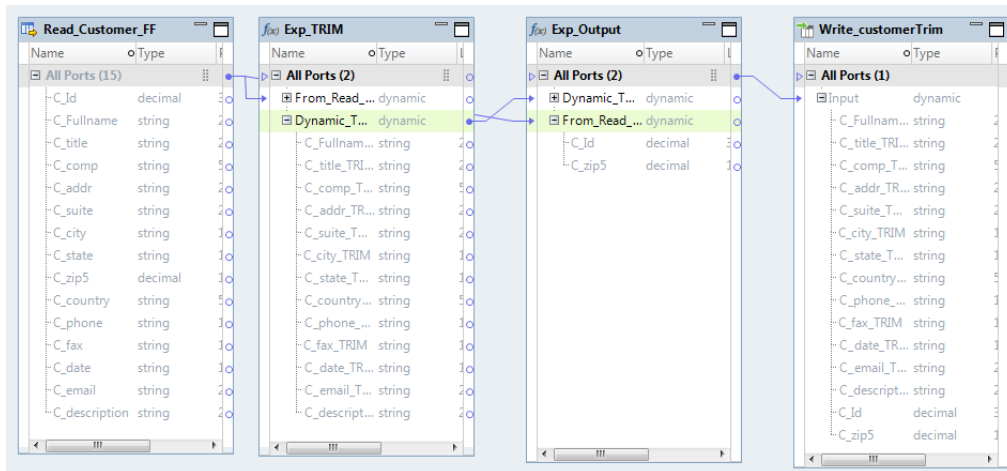 Read_Customer_FF
Name Type
All Ports (15)
C_Id decimal
C_Fullname string
C_title string
C_comp string
C_addr string
C_suite string
C_city string
C_state string
C_zip5 decimal
C_country string
C_phone string
C_fax string
C_date string
C_email string
C_description string
f(x) Exp_TRIM
Name Type
All Ports (2)
From_Read_... dynamic
Dynamic_T... dynamic
C_Fullnam... string
C_title_TRI... string
C_comp_T... string
C_addr_TR... string
C_suite_T... string
C_city_TRIM string
C_state_T... string
C_country... string
C_phone_... string
C_fax_TRIM string
C_date_TR... string
C_email_T... string
C_descript... string
f(x) Exp_Output
Name Type
All Ports (2)
Dynamic_T... dynamic
From_Read_... dynamic
C_Id decimal
C_zip5 decimal
Write_customerTrim
Name Type
All Ports (1)
Input dynamic
C_Fullnam... string
C_title_TRI... string
C_comp_T... string
C_addr_TR... string
C_suite_T... string
C_city_TRIM string
C_state_T... string
C_country... string
C_phone_... string
C_fax_TRIM string
C_date_TR... string
C_email_T... string
C_descript... string
C_Id decimal
C_zip5 decimal